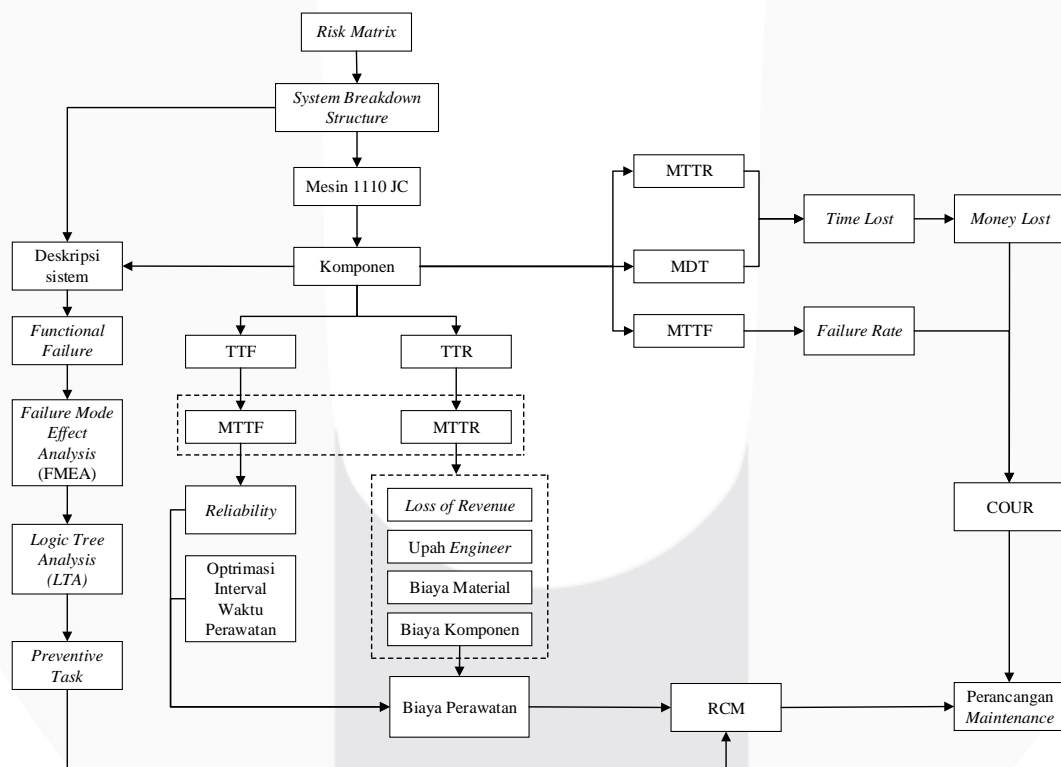 Risk Matrix
System Breakdown
Structure
Mesin 1110 JC
Komponen
Deskripsi
sistem
Functional
Failure
Failure Mode
Effect
Analysis
(FMEA)
Logic Tree
Analysis
(LTA)
Preventive
Task
TTF
TTR
MTTF
MTTR
Reliability
Optrimasi
Interval
Waktu
Perawatan
Loss of Revenue
Upah Engineer
Biaya Material
Biaya Komponen
Biaya Perawatan
MTTR
MDT
MTTF
Time Lost
Money Lost
Failure Rate
COUR
RCM
Perancangan
Maintenance